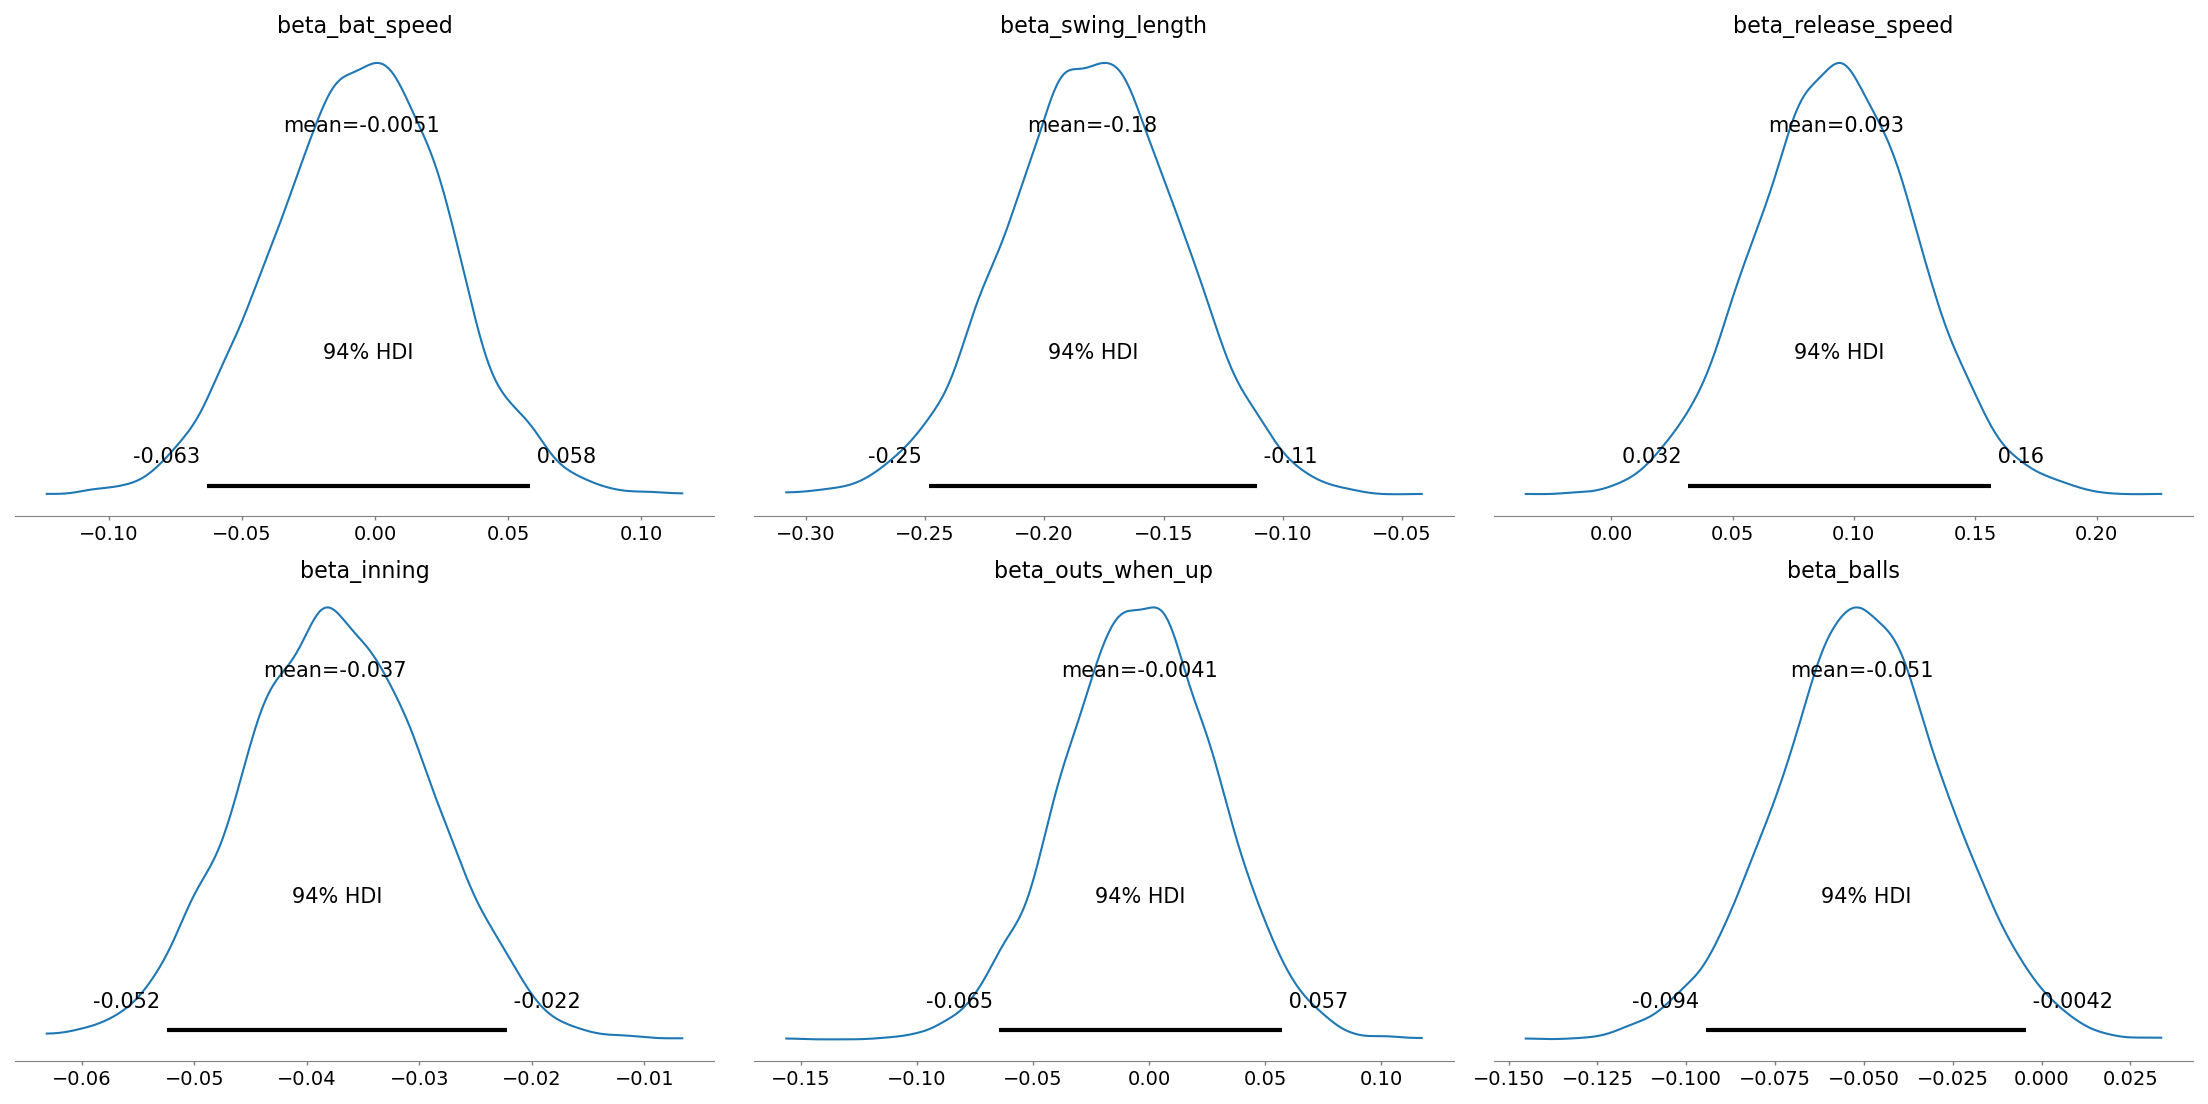 beta_bat_speed
mean=-0.0051
94% HDI
-0.063
0.058
−0.10 −0.05 0.00 0.05 0.10
beta_swing_length
mean=-0.18
94% HDI
-0.25
-0.11
−0.30 −0.25 −0.20 −0.15 −0.10 −0.05
beta_release_speed
mean=0.093
94% HDI
0.032
0.16
0.00 0.05 0.10 0.15 0.20
beta_inning
mean=-0.037
94% HDI
-0.052
-0.022
−0.06 −0.05 −0.04 −0.03 −0.02 −0.01
beta_outs_when_up
mean=-0.0041
94% HDI
-0.065
0.057
−0.15 −0.10 −0.05 0.00 0.05 0.10
beta_balls
mean=-0.051
94% HDI
-0.094
-0.0042
−0.150 −0.125 −0.100 −0.075 −0.050 −0.025 0.000 0.025